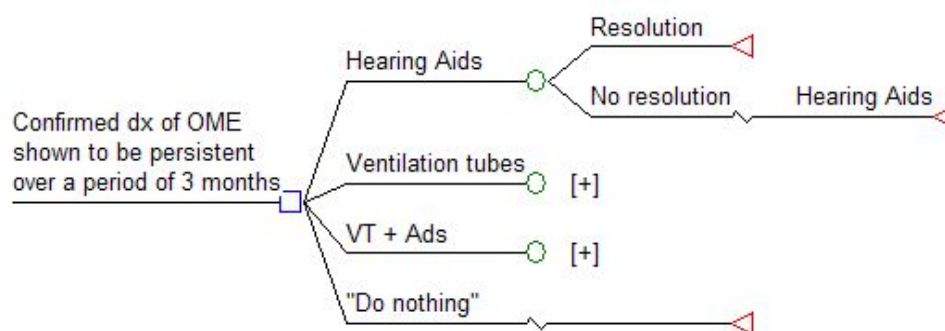 Resolution
Hearing Aids
No resolution
Hearing Aids
Confirmed dx of OME
shown to be persistent
over a period of 3 months
Ventilation tubes
[+]
VT + Ads
[+]
"Do nothing"